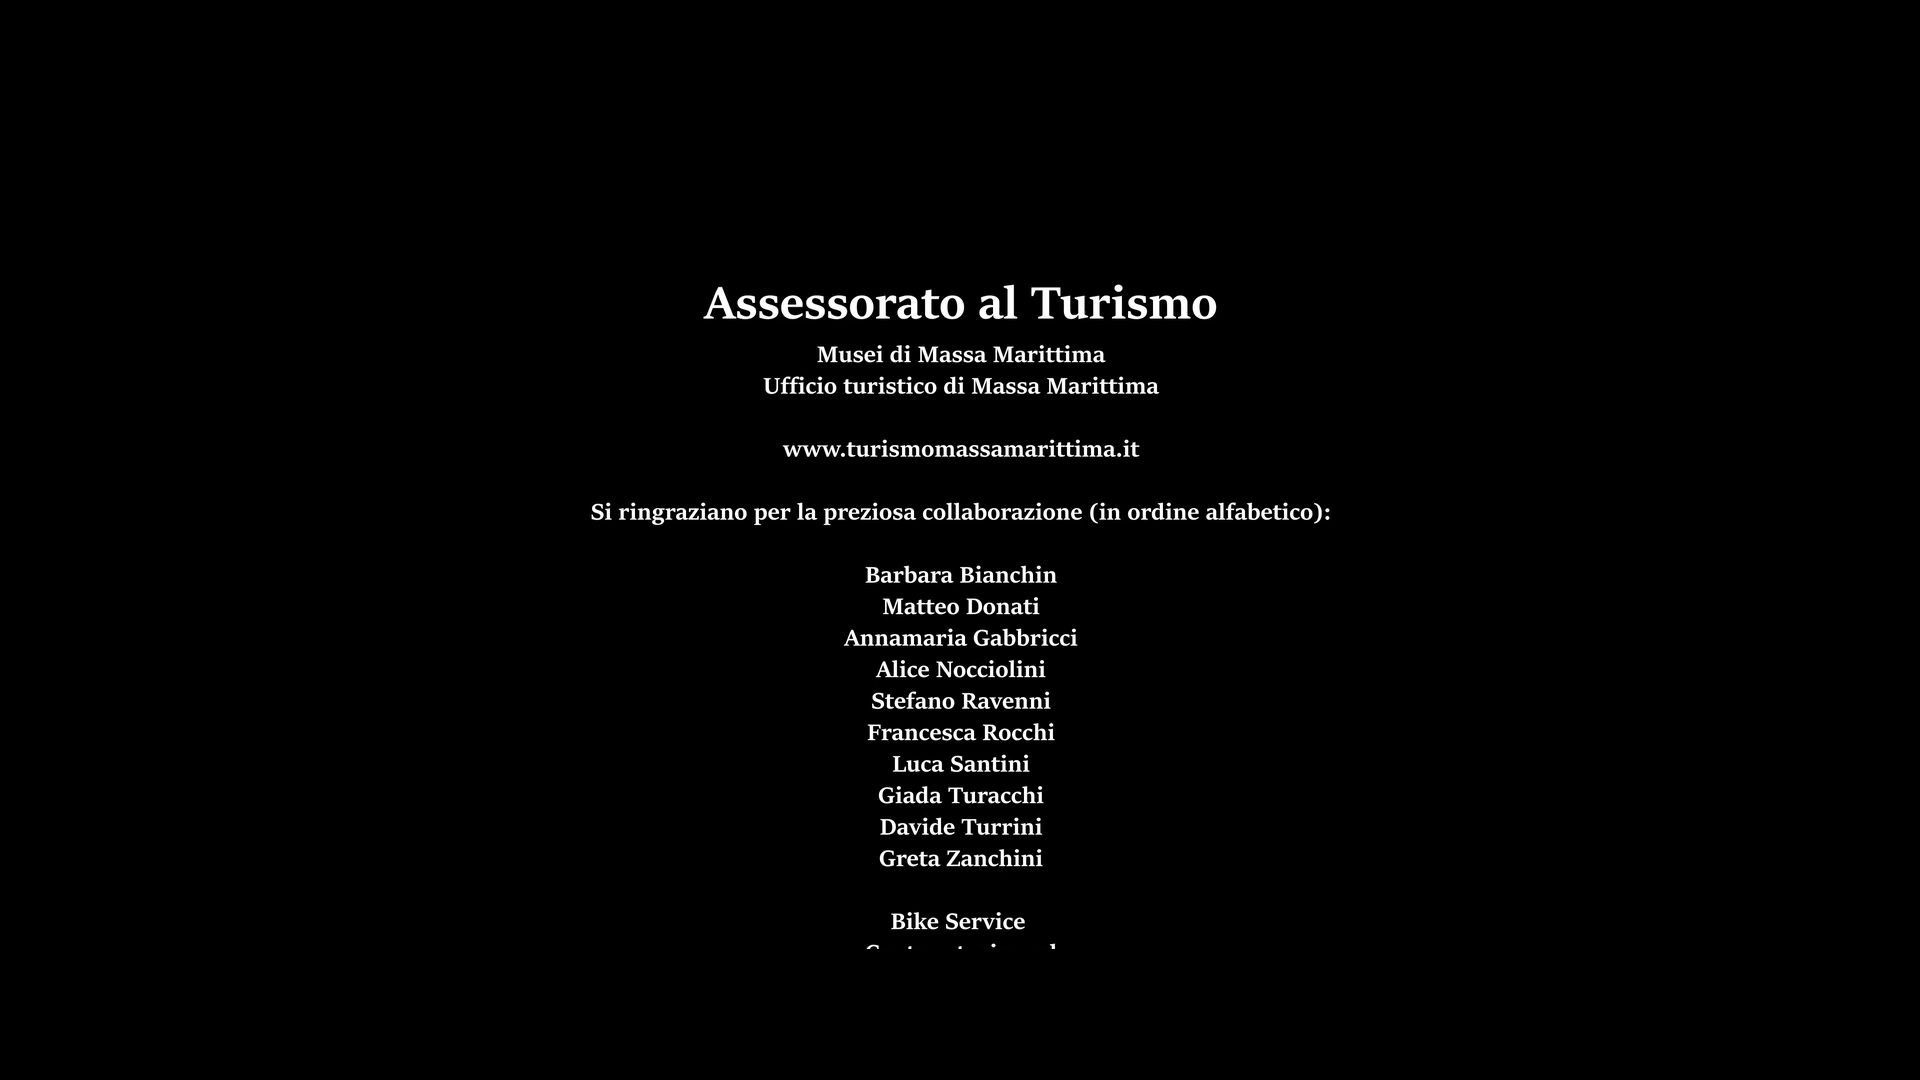 Assessorato al Turismo
Musei di Massa Marittima
Ufficio turistico di Massa Marittima
www.turismomassamarittima.it
Si ringraziano per la preziosa collaborazione (in ordine alfabetico):
Barbara Bianchin
Matteo Donati
Annamaria Gabbricci
Alice Nocciolini
Stefano Ravenni
Francesca Rocchi
Luca Santini
Giada Turacchi
Davide Turrini
Greta Zanchini
Bike Service